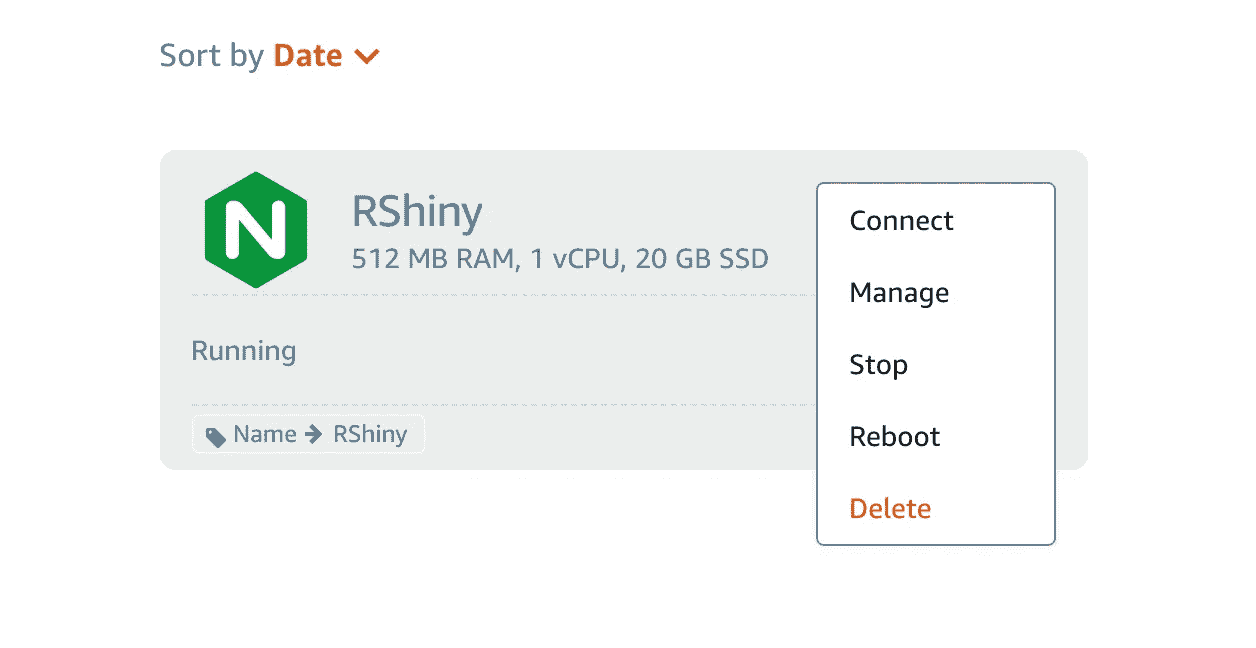 Sort by Date
N
RShiny
512 MB RAM, 1 vCPU, 20 GB SSD
Running
Name → RShiny
Connect
Manage
Stop
Reboot
Delete